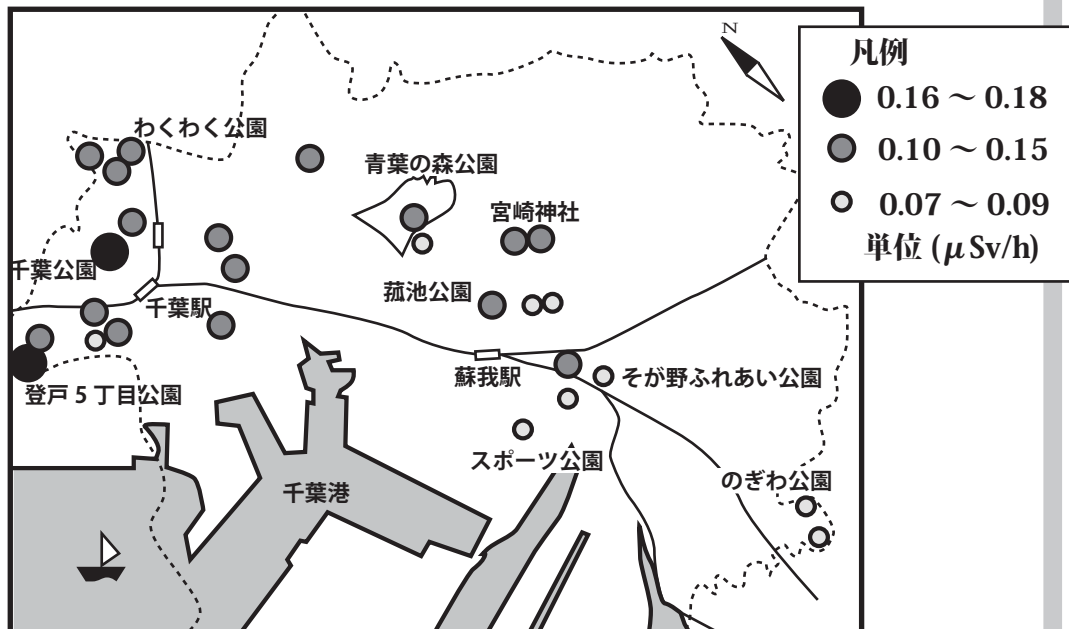 N
凡例
0.16 ～ 0.18
0.10 ～ 0.15
0.07 ～ 0.09
単位 (μSv/h)
わくわく公園
青葉の森公園
宮崎神社
千葉公園
菰池公園
千葉駅
蘇我駅
そが野ふれあい公園
登戸 5 丁目公園
スポーツ公園
のぎわ公園
千葉港